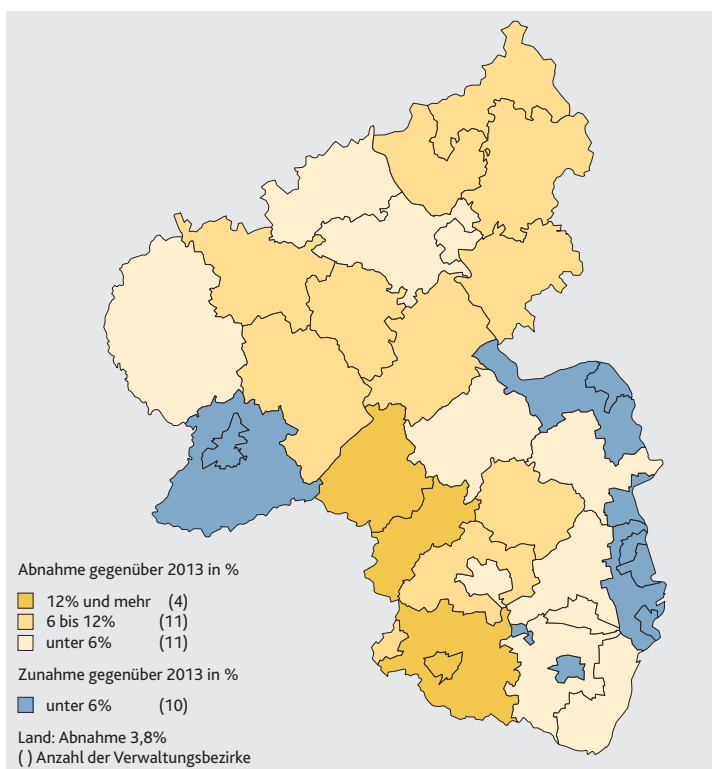 Abnahme gegenüber 2013 in %
12% und mehr (4)
6 bis 12% (11)
unter 6% (11)
Zunahme gegenüber 2013 in %
unter 6% (10)
Land: Abnahme 3,8%
( ) Anzahl der Verwaltungsbezirke